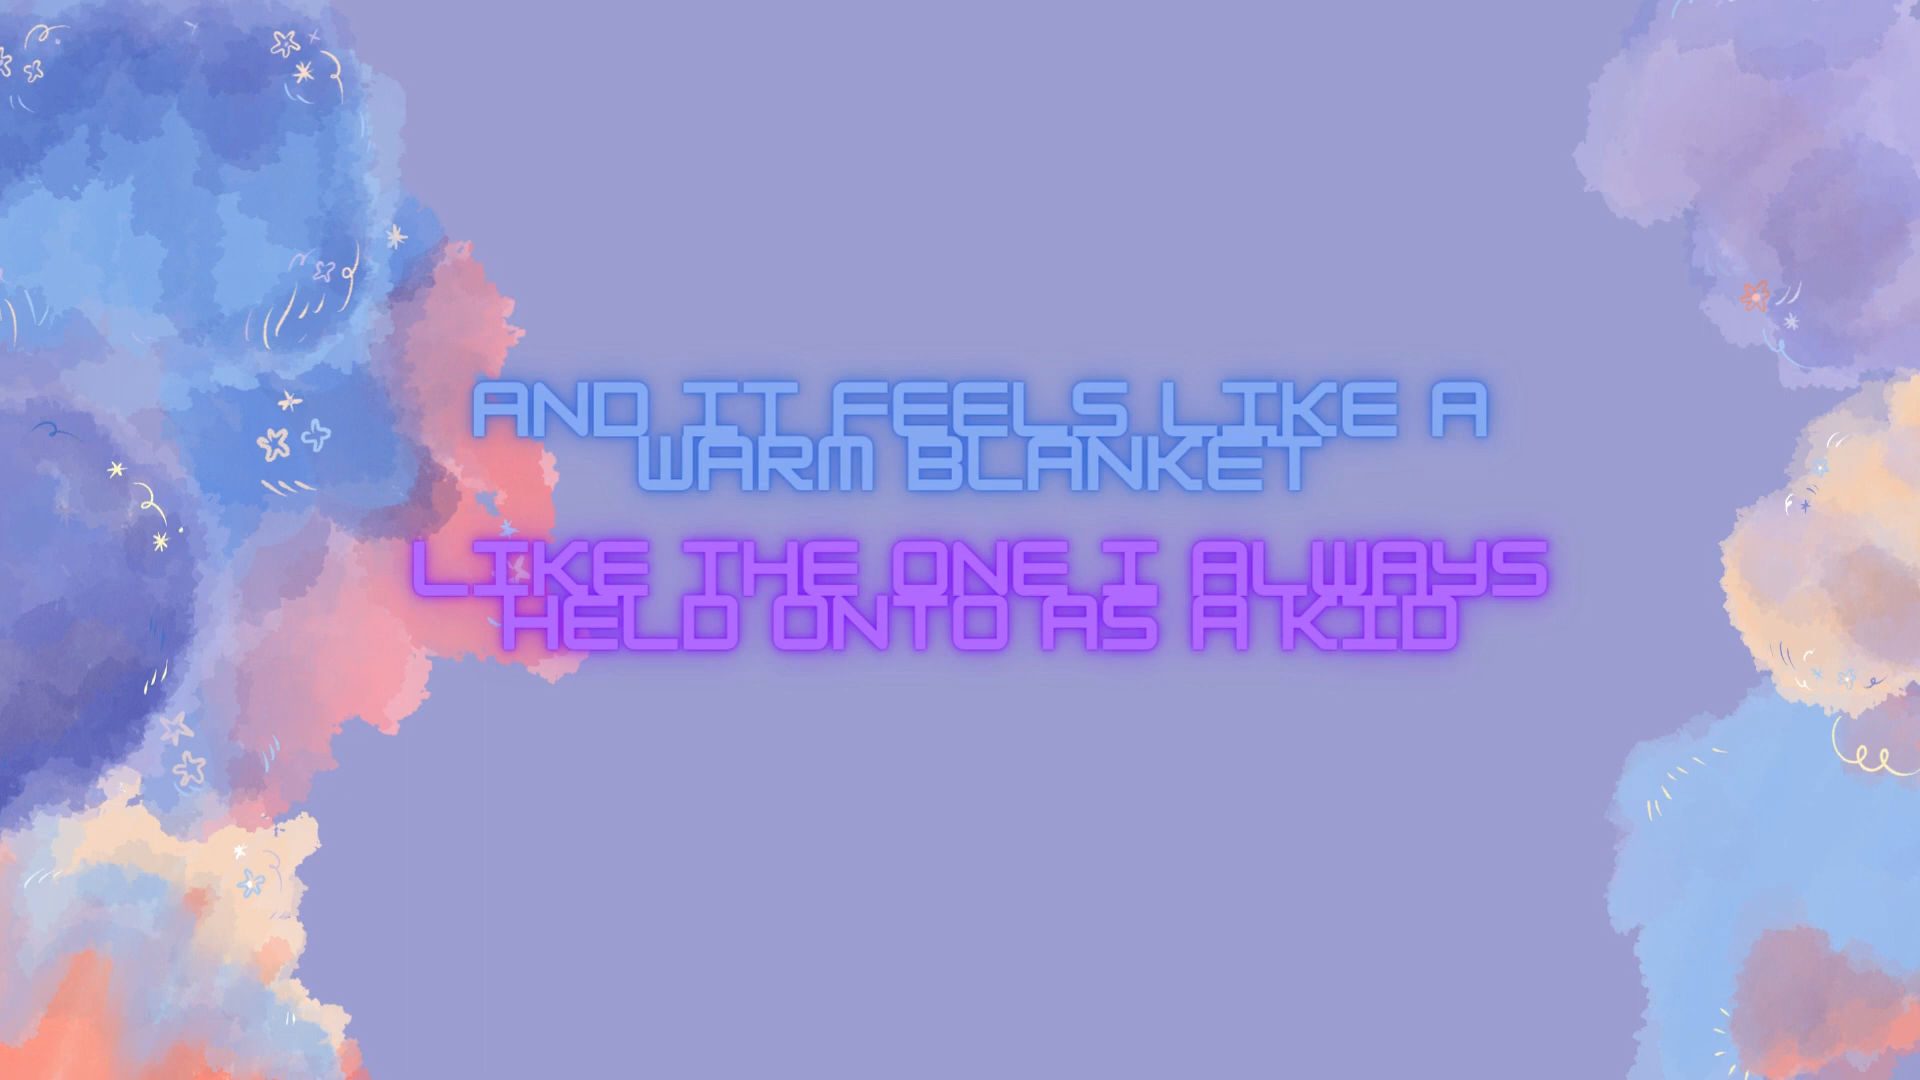 AND IT FEELS LIKE A
WARM BLANKET
LIKE THE ONE I ALWAYS
HELD ONTO AS A KID